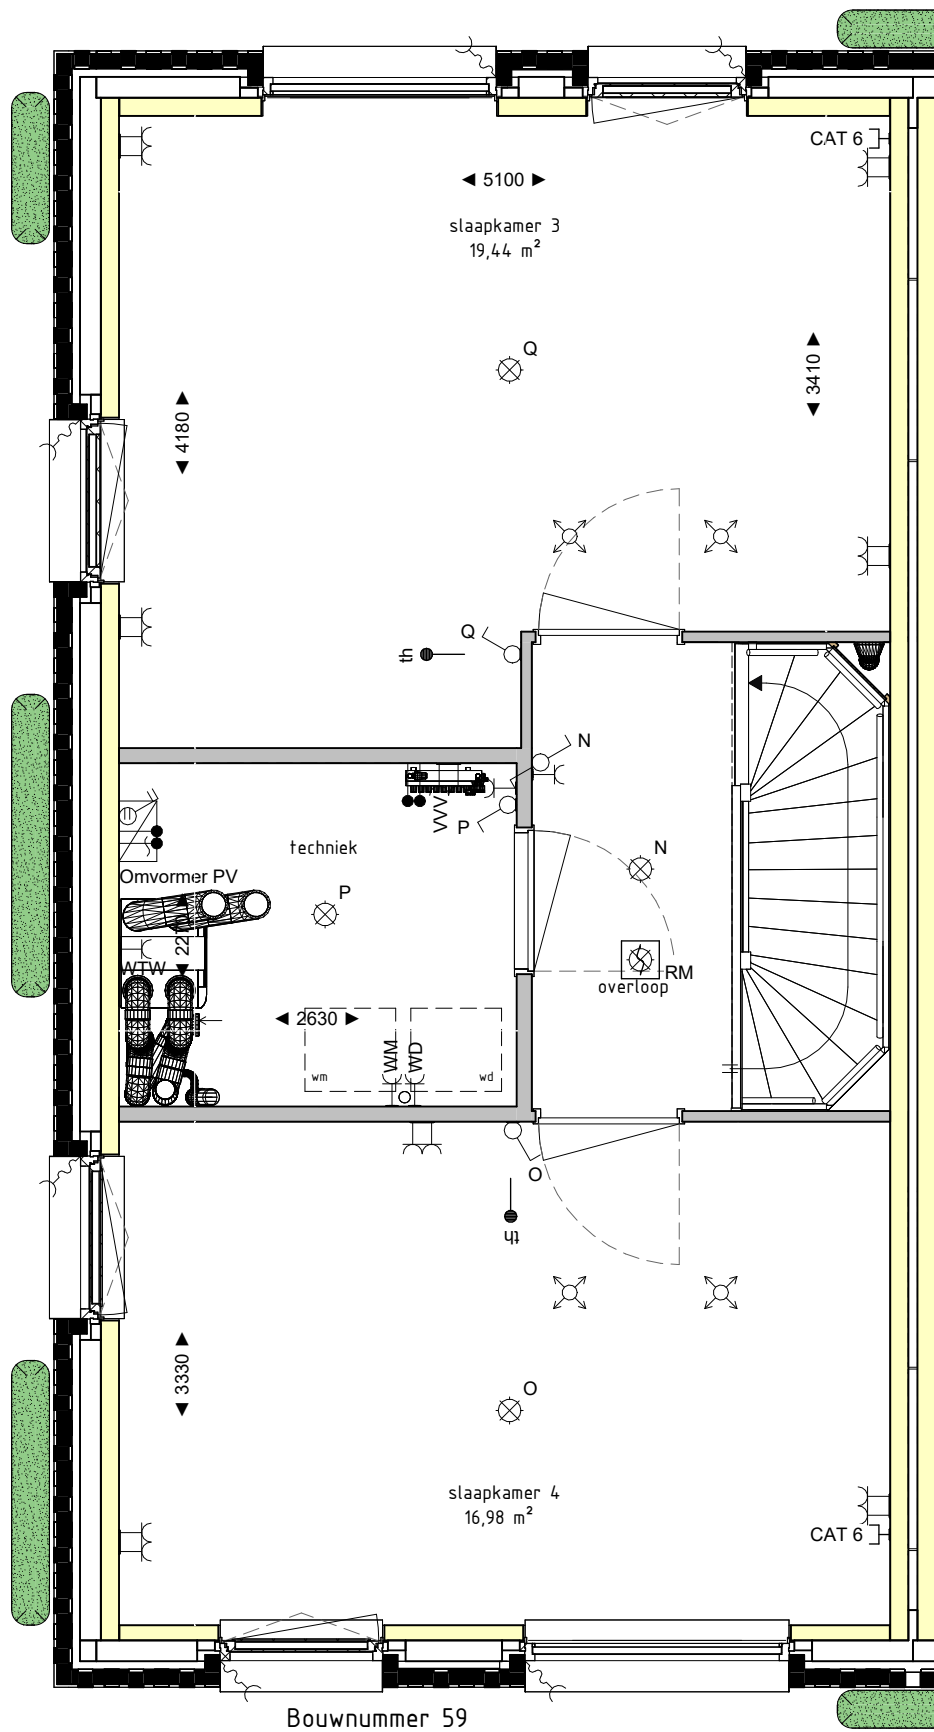 CAT 6
5100
slaapkamer 3
19,44 m²
Q
3410
4180
Q
th
N
VVV
P
techniek
N
Omvormer PV
P
2210
WTW
RM
overloop
2630
WM
WD
wm
wd
O
th
3330
O
slaapkamer 4
16,98 m²
CAT 6
Bouwnummer 59